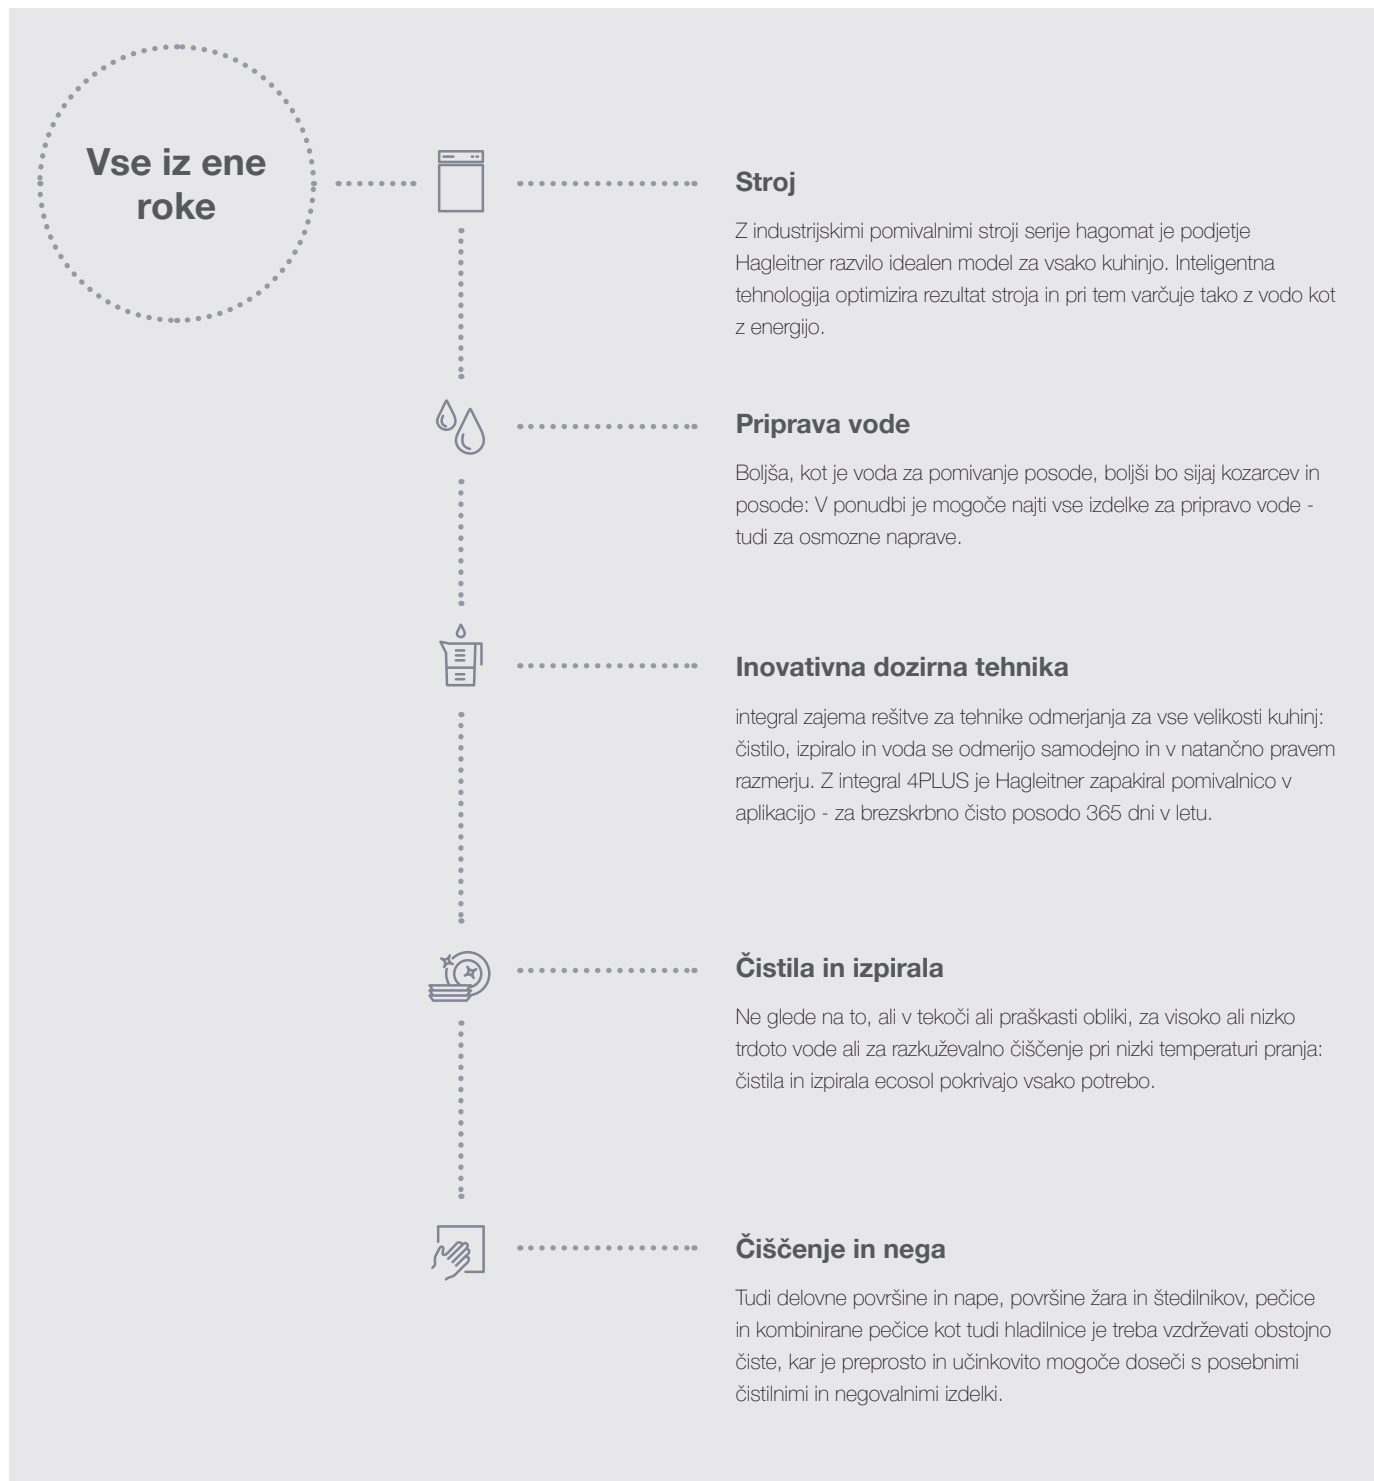 Vse iz ene
roke
Stroj
Z industrijskimi pomivalnimi stroji serije hagomat je podjetje
Hagleitner razvilo idealen model za vsako kuhinjo. Inteligentna
tehnologija optimizira rezultat stroja in pri tem varčuje tako z vodo kot
z energijo.
Priprava vode
Boljša, kot je voda za pomivanje posode, boljši bo sijaj kozarcev in
posode: V ponudbi je mogoče najti vse izdelke za pripravo vode -
tudi za osmozne naprave.
Inovativna dozirna tehnika
integral zajema rešitve za tehnike odmerjanja za vse velikosti kuhinj:
čistilo, izpiralo in voda se odmerijo samodejno in v natančno pravem
razmerju. Z integral 4PLUS je Hagleitner zapakiral pomivalnico v
aplikacijo - za brezskrbno čisto posodo 365 dni v letu.
Čistila in izpirala
Ne glede na to, ali v tekoči ali praškasti obliki, za visoko ali nizko
trdoto vode ali za razkuževalno čiščenje pri nizki temperaturi pranja:
čistila in izpirala ecosol pokrivajo vsako potrebo.
Čiščenje in nega
Tudi delovne površine in nape, površine žara in štedilnikov, pečice
in kombinirane pečice kot tudi hladilnice je treba vzdrževati obstojno
čiste, kar je preprosto in učinkovito mogoče doseči s posebnimi
čistilnimi in negovalnimi izdelki.